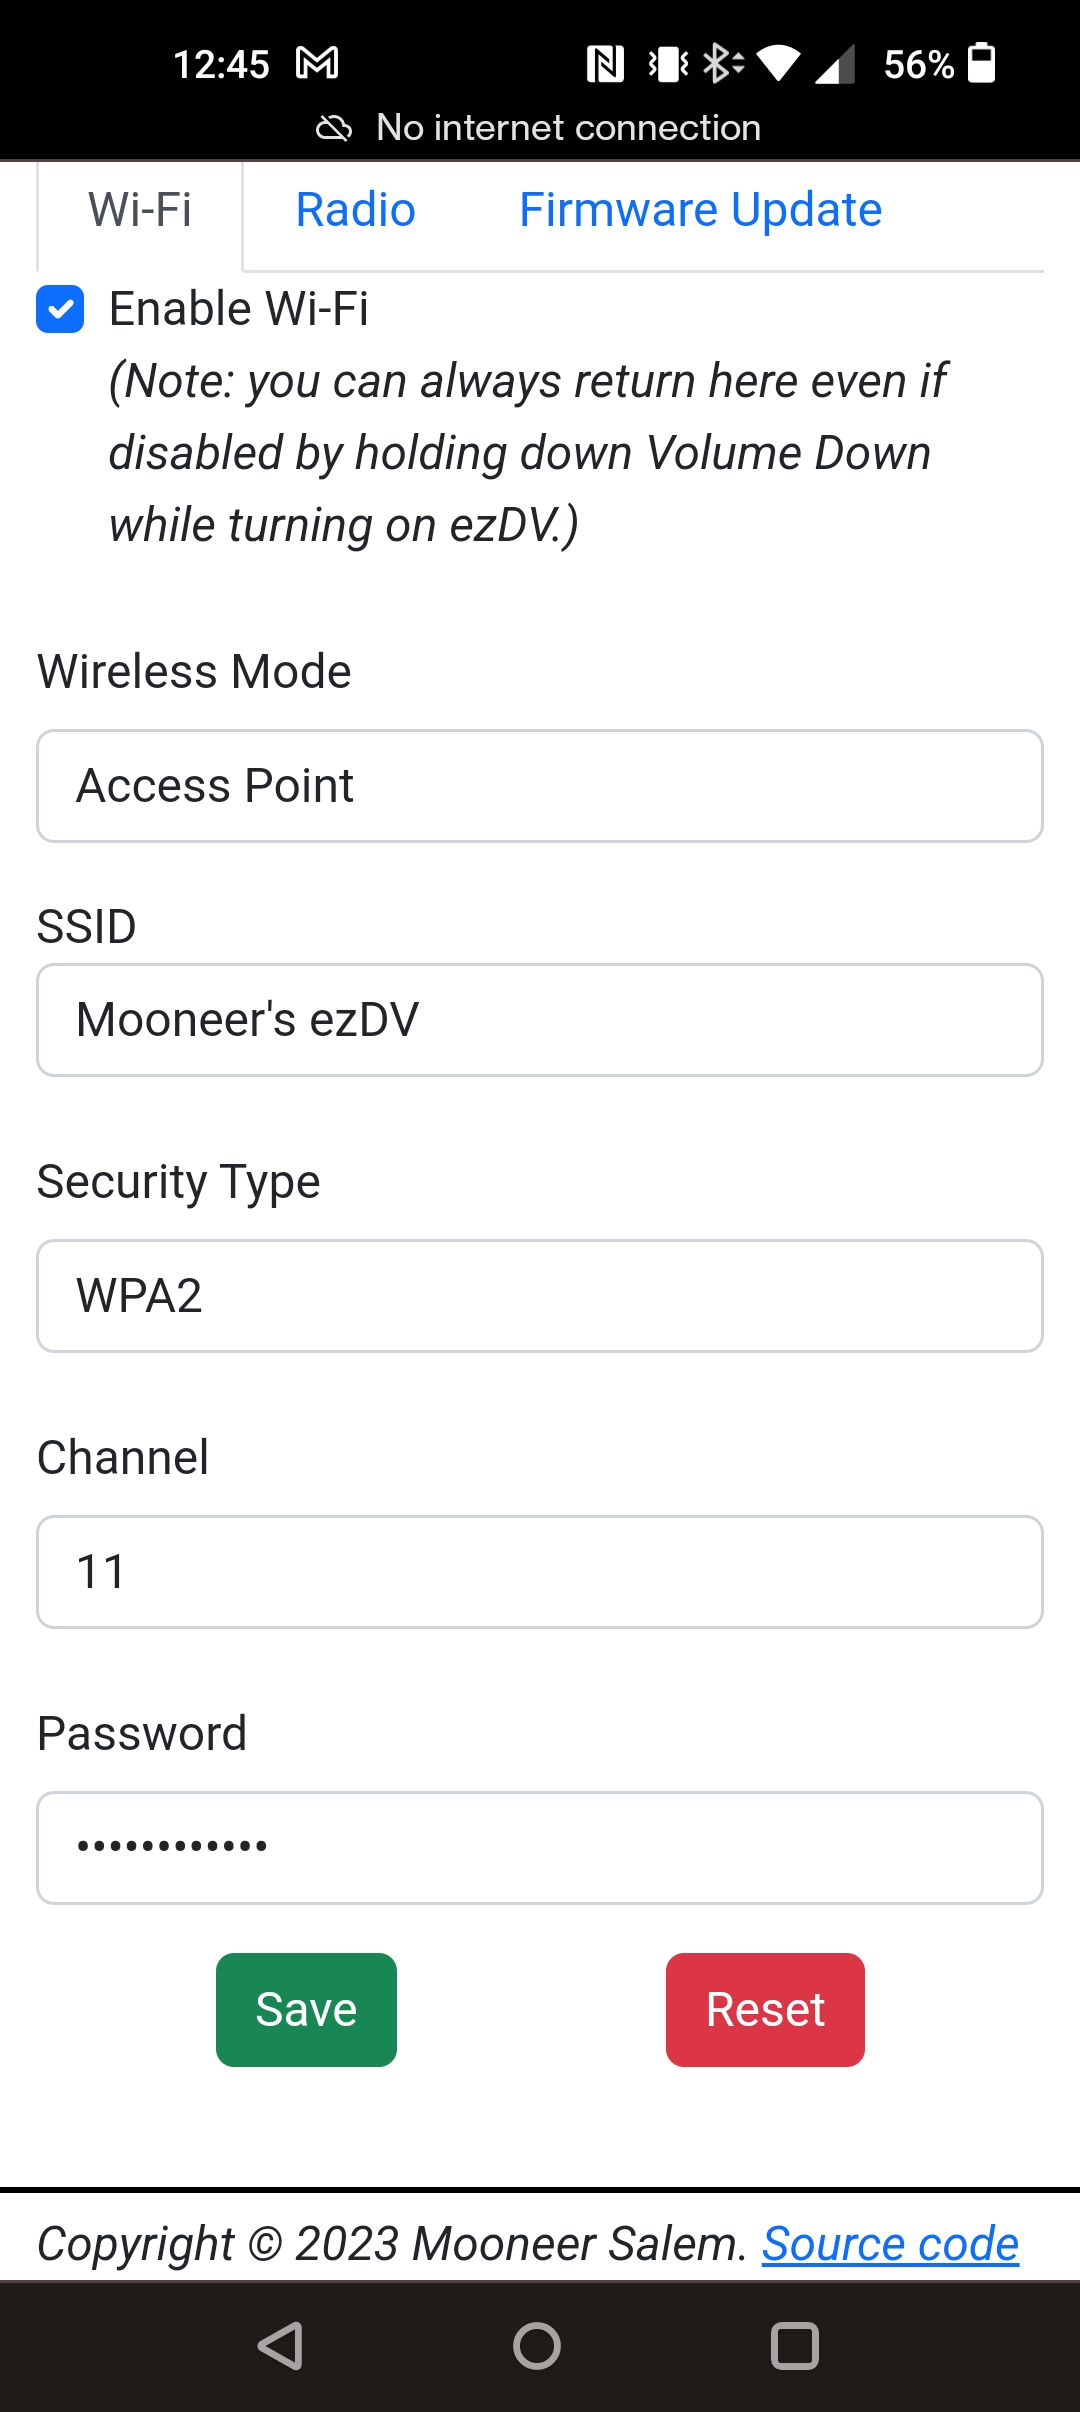 12:45 56%
No internet connection
Wi-Fi Radio Firmware Update
Enable Wi-Fi
(Note: you can always return here even if
disabled by holding down Volume Down
while turning on ezDV.)
Wireless Mode
Access Point
SSID
Mooneer's ezDV
Security Type
WPA2
Channel
11
Password
••••••••••••
Save Reset
Copyright © 2023 Mooneer Salem. Source code